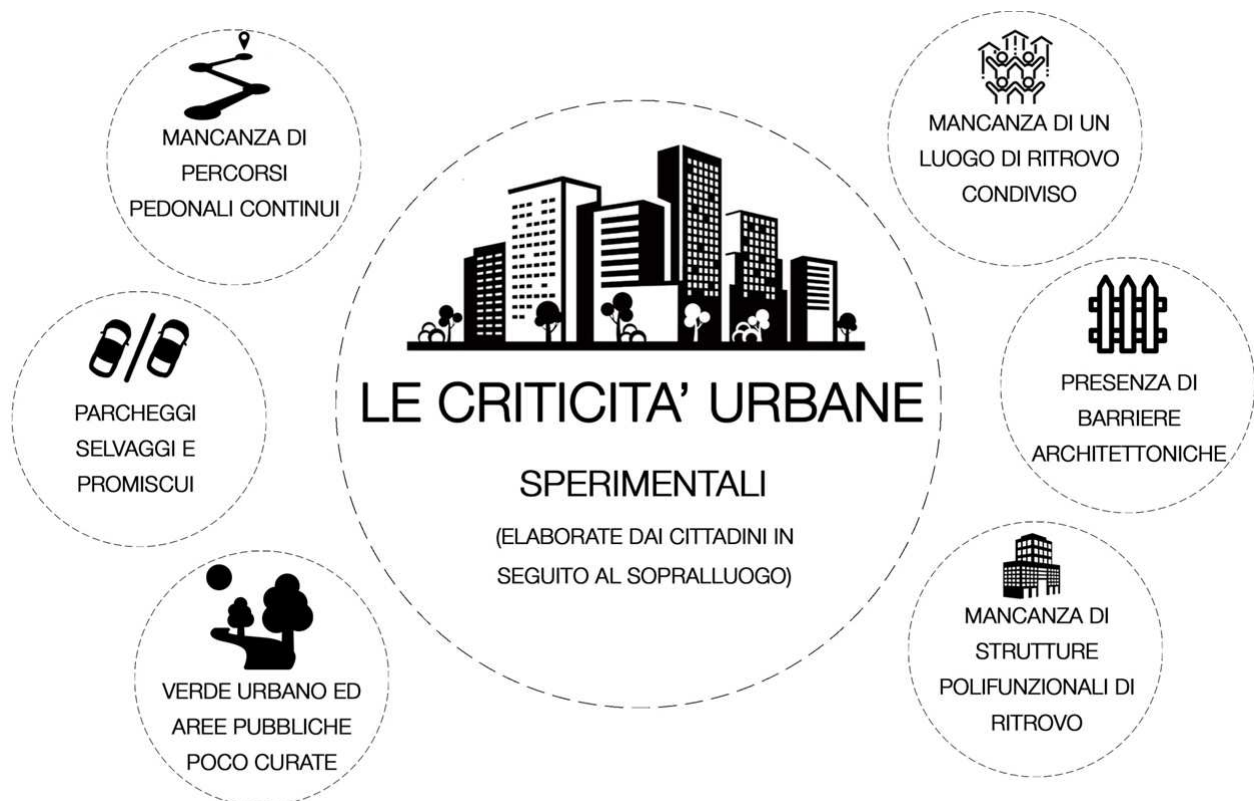 MANCANZA DI
PERCORSI
PEDONALI CONTINUI
PARCHEGGI
SELVAGGI E
PROMISCUI
VERDE URBANO ED
AREE PUBBLICHE
POCO CURATE
LE CRITICITA' URBANE
SPERIMENTALI
(ELABORATE DAI CITTADINI IN
SEGUITO AL SOPRALLUOGO)
MANCANZA DI UN
LUOGO DI RITROVO
CONDIVISO
PRESENZA DI
BARRIERE
ARCHITETTONICHE
MANCANZA DI
STRUTTURE
POLIFUNZIONALI DI
RITROVO